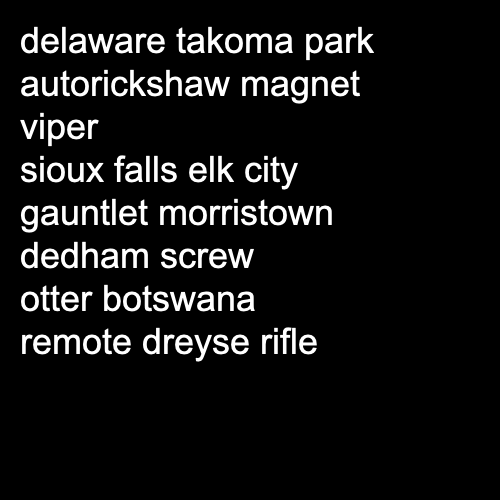 delaware takoma park
autorickshaw magnet
viper
sioux falls elk city
gauntlet morristown
dedham screw
otter botswana
remote dreyse rifle